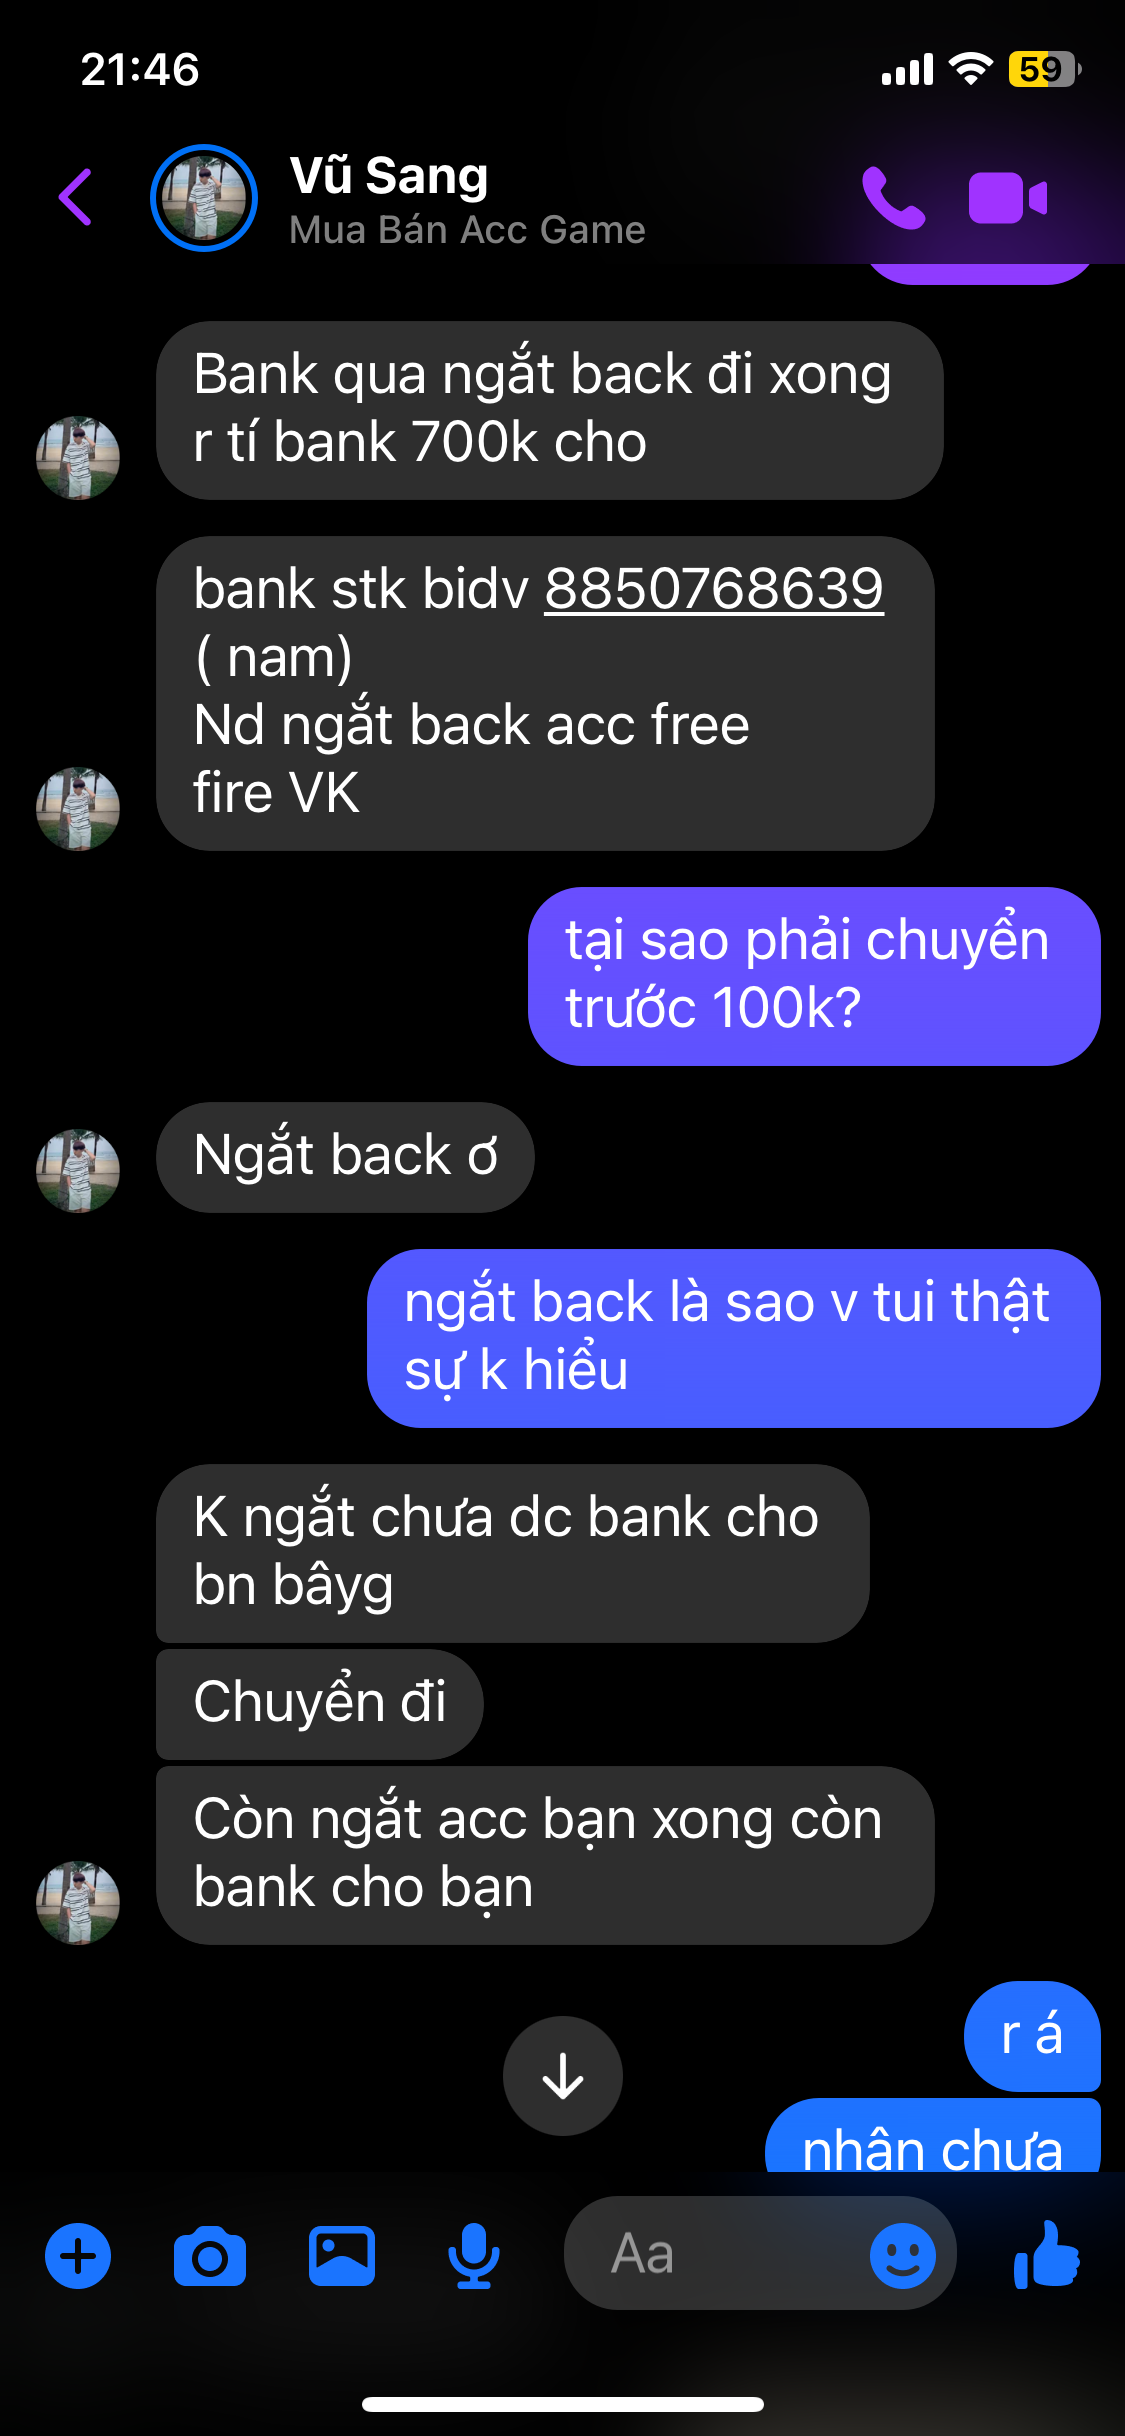 21:46
59
Vũ Sang
Mua Bán Acc Game
Bank qua ngắt back đi xong
r tí bank 700k cho
bank stk bidv 8850768639
( nam)
Nd ngắt back acc free
fire VK
tại sao phải chuyển
trước 100k?
Ngắt back ơ
ngắt back là sao v tui thật
sự k hiểu
K ngắt chưa dc bank cho
bn bâyg
Chuyển đi
Còn ngắt acc bạn xong còn
bank cho bạn
r á
nhân chưa
Aa